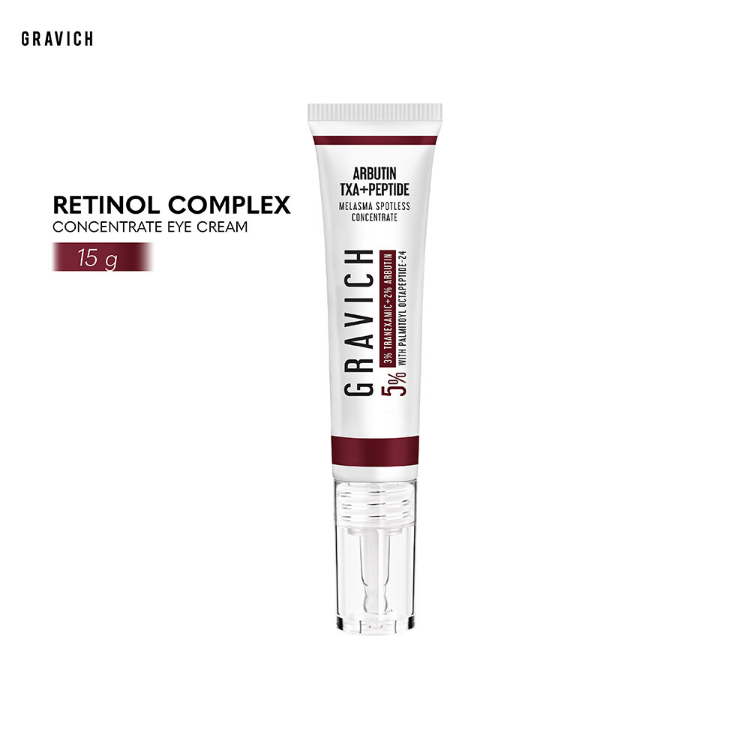 GRAVICH
RETINOL COMPLEX
CONCENTRATE EYE CREAM
15 g
ARBUTIN
TXA+PEPTIDE
MELASMA SPOTLESS
CONCENTRATE
GRAVICH
5%
3% TRANEXAMIC+2% ARBUTIN
WITH PALMITOYL OCTAPEPTIDE-24